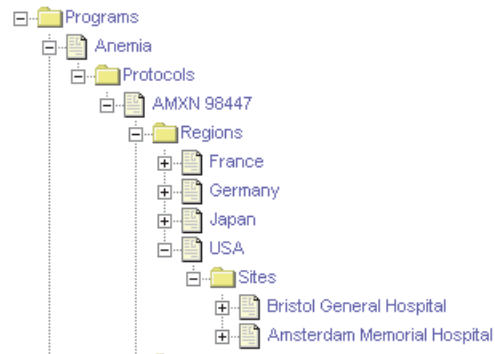 Programs
Anemia
Protocols
AMXN 98447
Regions
France
Germany
Japan
USA
Sites
Bristol General Hospital
Amsterdam Memorial Hospital